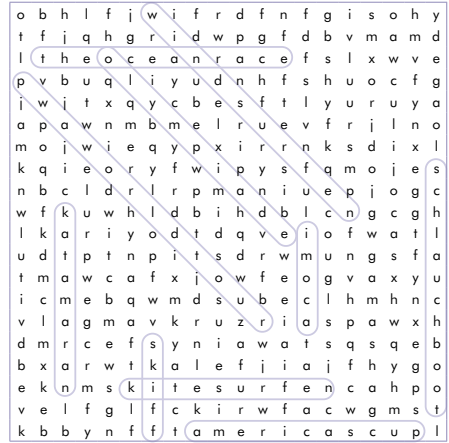 o b h l f j w i f r d f n f g i s o h y
t f j q h g r i d w p g f d b v m a m d
l t h e o c e a n r a c e f s l x w v e
p v b u q l i y u d n h f s h u o c f g
j w j t x q y c b e s f t l y u r u y a
a p a w n m b m e l r u e v f r j l n o
m o j w i e q y p x i r r n k s d i x l
k q i e o r y f w i p y s f q m o j e s
n b c l d r l r p m a n i u e p j o g c
w f k u w h l d b i h d b l c n g c g h
l k a r i y o d t d q v e i o f w a t l
u d t p t n p i t s d r w m u n g s f a
t m a w c a f x j o w f e o g v a x y u
i c m e b q w m d s u b e c l h m h n c
v l a g m a v k r u z r i a s p a w x h
d m r c e f s y n i a w a t s q s q e b
b x a r w t k a l e f j i a j f h y g o
e k n m s k i t e s u r f e n c a h p o
v e l f g l f c k i r w f a c w g m s t
k b b y n f f t a m e r i c a s c u p l